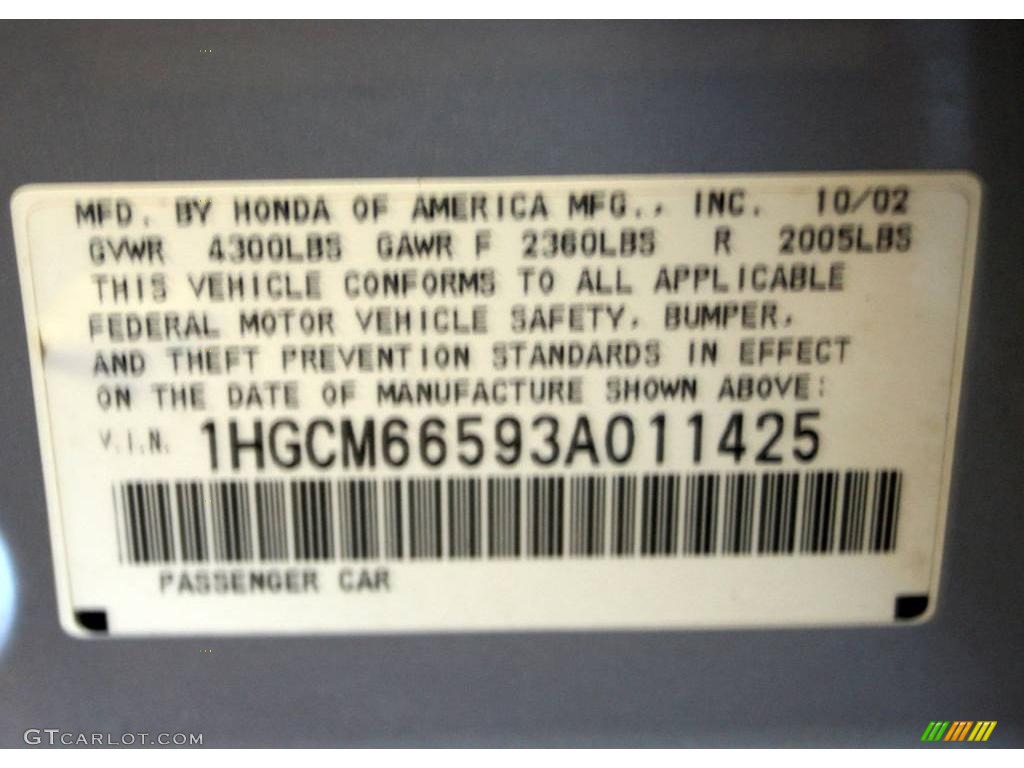 MFD. BY HONDA OF AMERICA MFG., INC. 10/02
GVWR 4300LBS GAWR F 2360LBS R 2005LBS
THIS VEHICLE CONFORMS TO ALL APPLICABLE
FEDERAL MOTOR VEHICLE SAFETY, BUMPER,
AND THEFT PREVENTION STANDARDS IN EFFECT
ON THE DATE OF MANUFACTURE SHOWN ABOVE:
V.I.N. 1HGCM66593A011425
PASSENGER CAR
GTCARLOT.COM